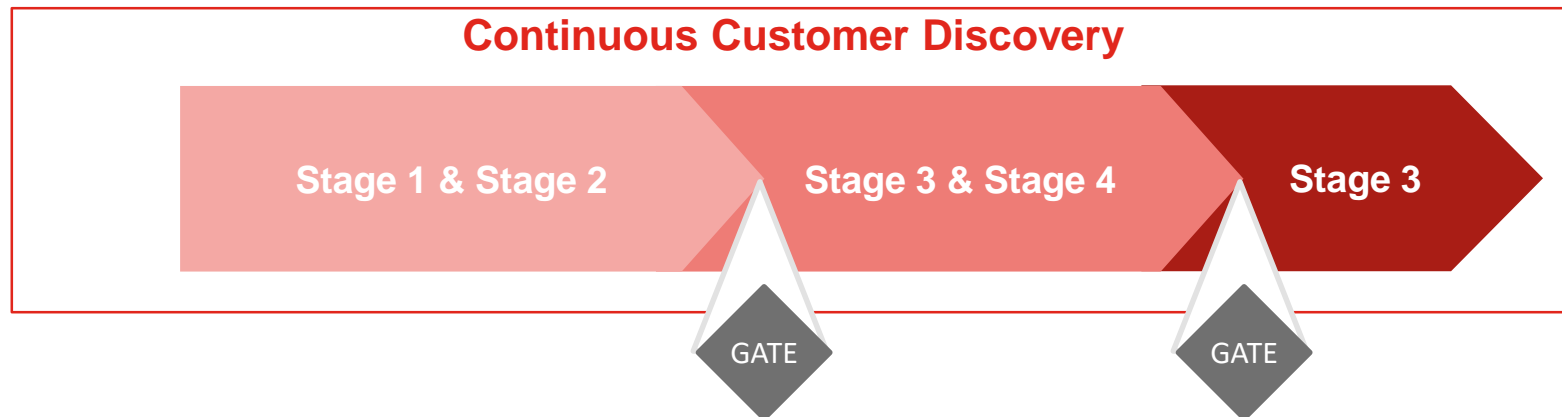 Continuous Customer Discovery
Stage 1 & Stage 2
Stage 3 & Stage 4
Stage 3
GATE
GATE